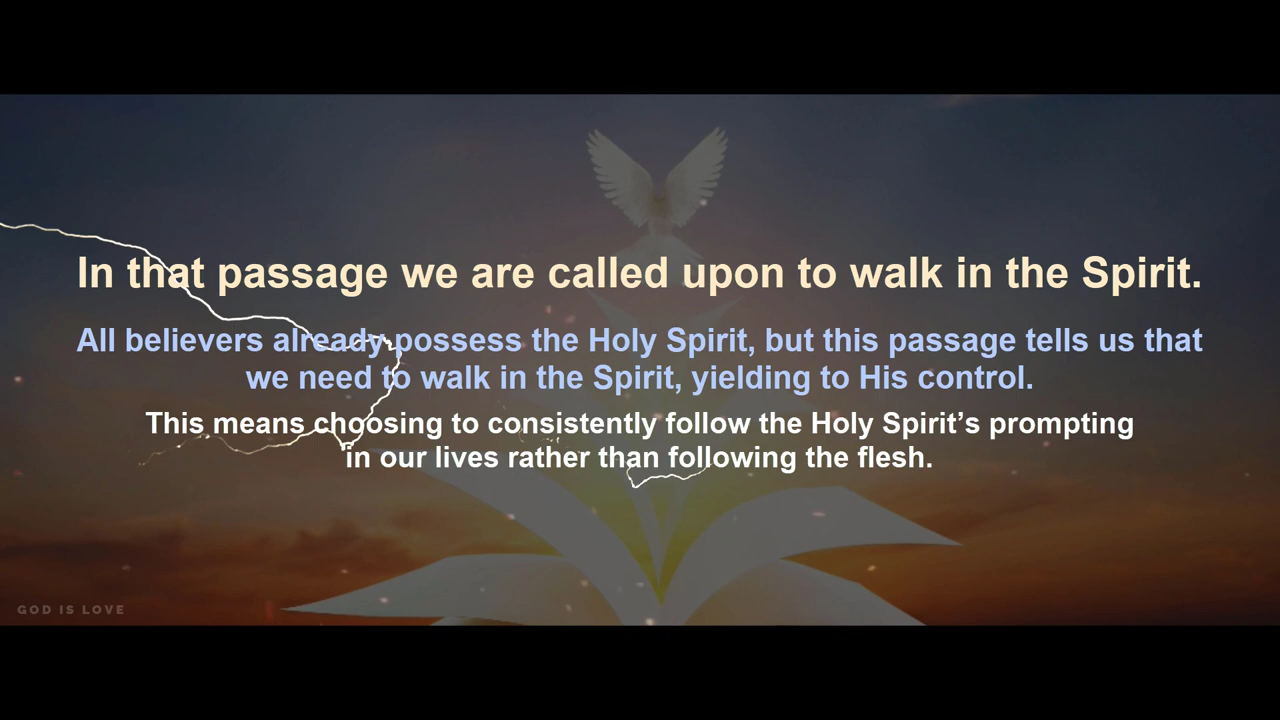 In that passage we are called upon to walk in the Spirit.
All believers already possess the Holy Spirit, but this passage tells us that
we need to walk in the Spirit, yielding to His control.
This means choosing to consistently follow the Holy Spirit’s prompting
in our lives rather than following the flesh.
GOD IS LOVE